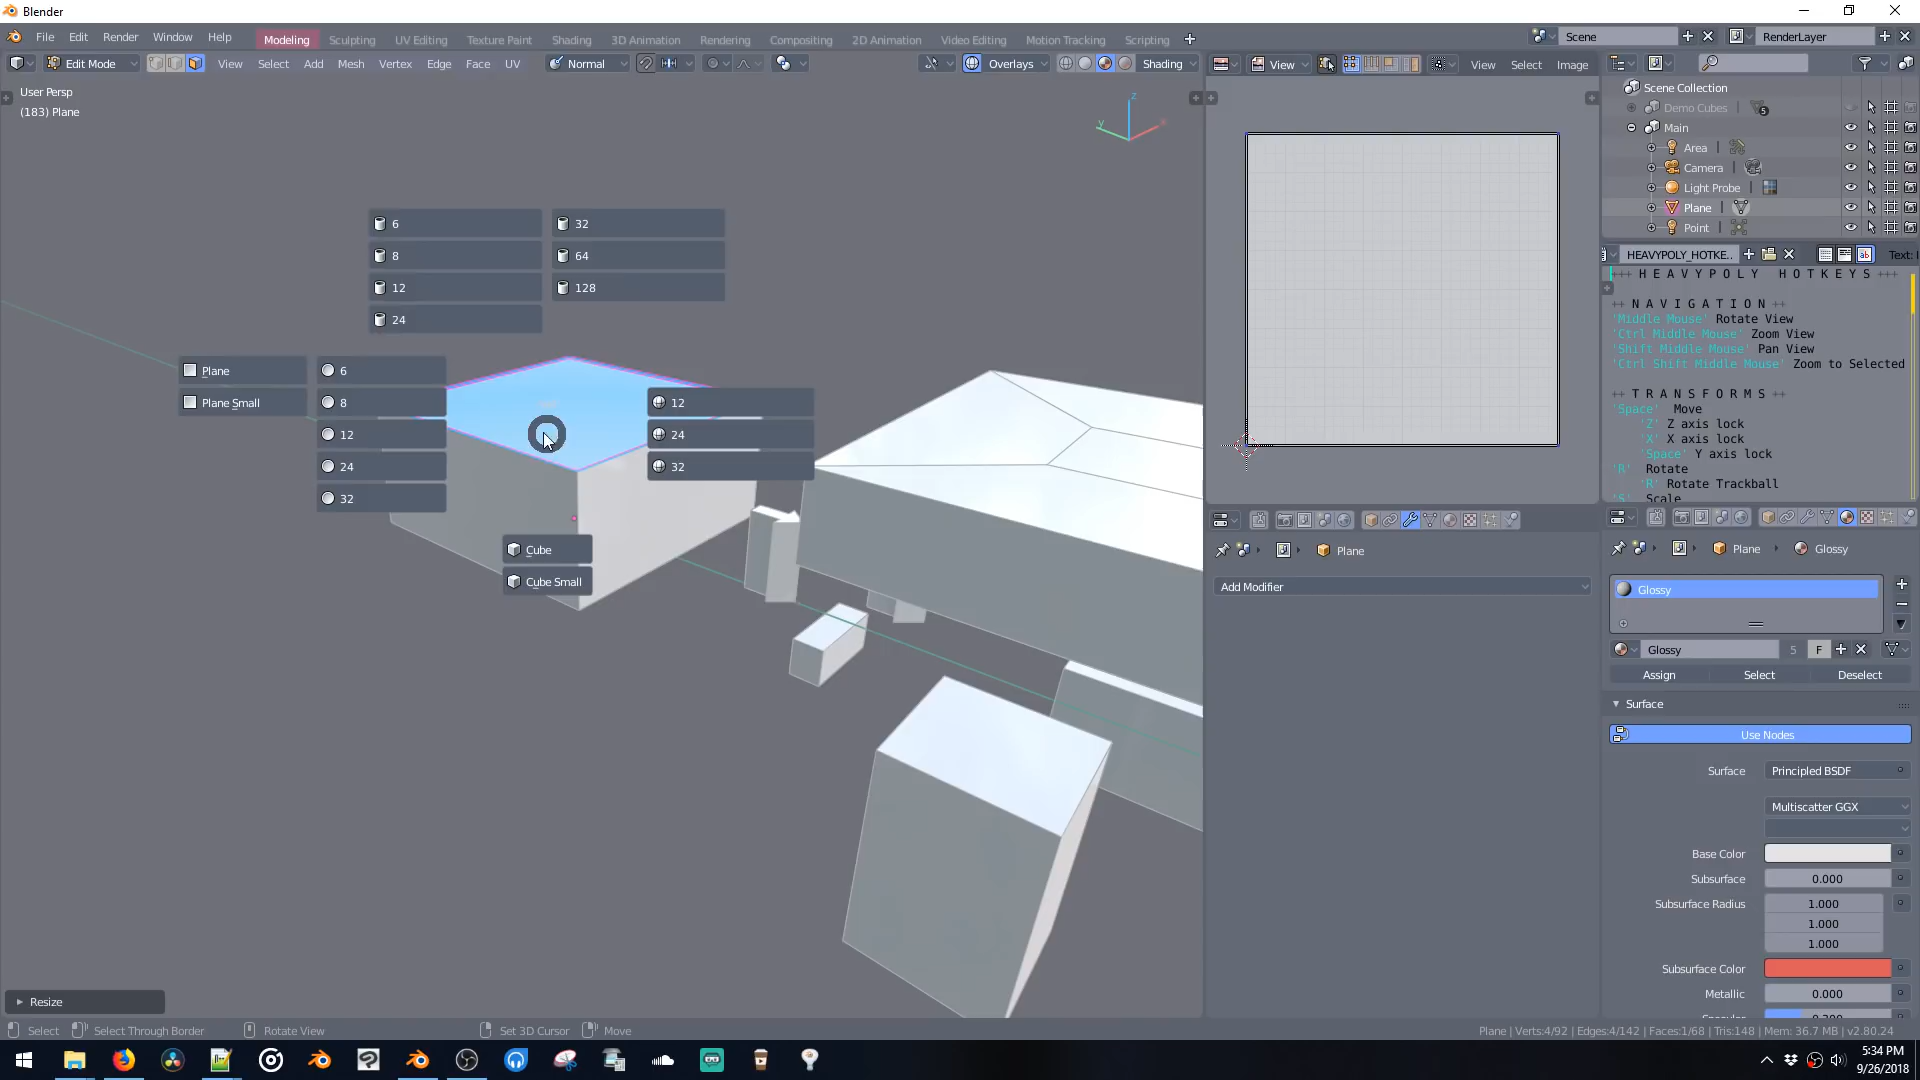 Blender
File Edit Render Window Help
Modeling Sculpting UV Editing Texture Paint Shading 3D Animation Rendering Compositing 2D Animation Video Editing Motion Tracking Scripting
Scene
RenderLayer
Edit Mode View Select Add Mesh Vertex Edge Face UV Normal Overlays Shading
View View Select Image
User Persp
(183) Plane
z
y
x
6
8
12
24
32
64
128
Plane
Plane Small
6
8
12
24
32
12
24
32
Cube
Cube Small
Resize
Scene Collection
Demo Cubes 5
Main
Area
Camera
Light Probe
Plane
Point
HEAVYPOLY_HOTKE.. Text:
+++ H E A V Y P O L Y H O T K E Y S +++
++ N A V I G A T I O N ++
'Middle Mouse' Rotate View
'Ctrl Middle Mouse' Zoom View
'Shift Middle Mouse' Pan View
'Ctrl Shift Middle Mouse' Zoom to Selected
++ T R A N S F O R M S ++
'Space' Move
'Z' Z axis lock
'X' X axis lock
'Space' Y axis lock
'R' Rotate
'R' Rotate Trackball
'S' Scale
Plane
Add Modifier
Plane Glossy
Glossy
Glossy 5 F
Assign Select Deselect
Surface
Use Nodes
Surface Principled BSDF
Multiscatter GGX
Base Color
Subsurface 0.000
Subsurface Radius 1.000
1.000
1.000
Subsurface Color
Metallic 0.000
Select Select Through Border Rotate View Set 3D Cursor Move
Plane | Verts:4/92 | Edges:4/142 | Faces:1/68 | Tris:148 | Mem: 36.7 MB | v2.80.24
5:34 PM
9/26/2018